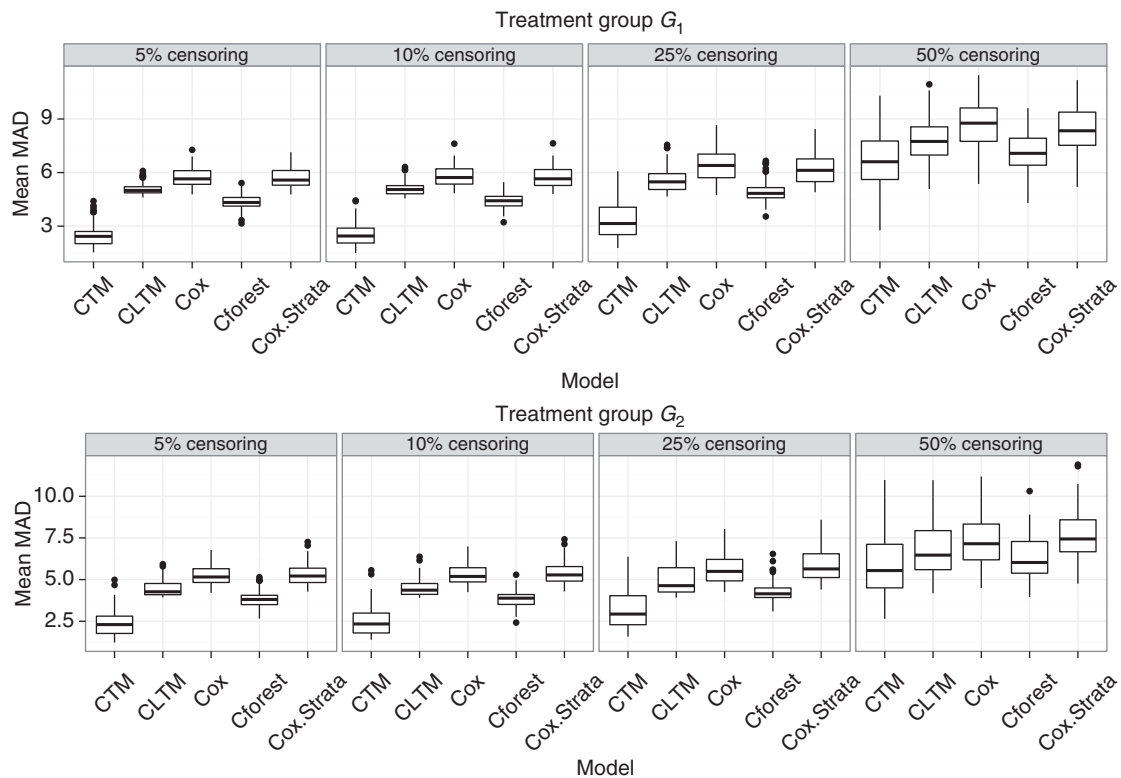 Treatment group G1
5% censoring 10% censoring 25% censoring 50% censoring
Mean MAD
9
6
3
CTM CLTM Cox Cforest Cox.Strata CTM CLTM Cox Cforest Cox.Strata CTM CLTM Cox Cforest Cox.Strata CTM CLTM Cox Cforest Cox.Strata
Model
Treatment group G2
5% censoring 10% censoring 25% censoring 50% censoring
Mean MAD
10.0
7.5
5.0
2.5
CTM CLTM Cox Cforest Cox.Strata CTM CLTM Cox Cforest Cox.Strata CTM CLTM Cox Cforest Cox.Strata CTM CLTM Cox Cforest Cox.Strata
Model